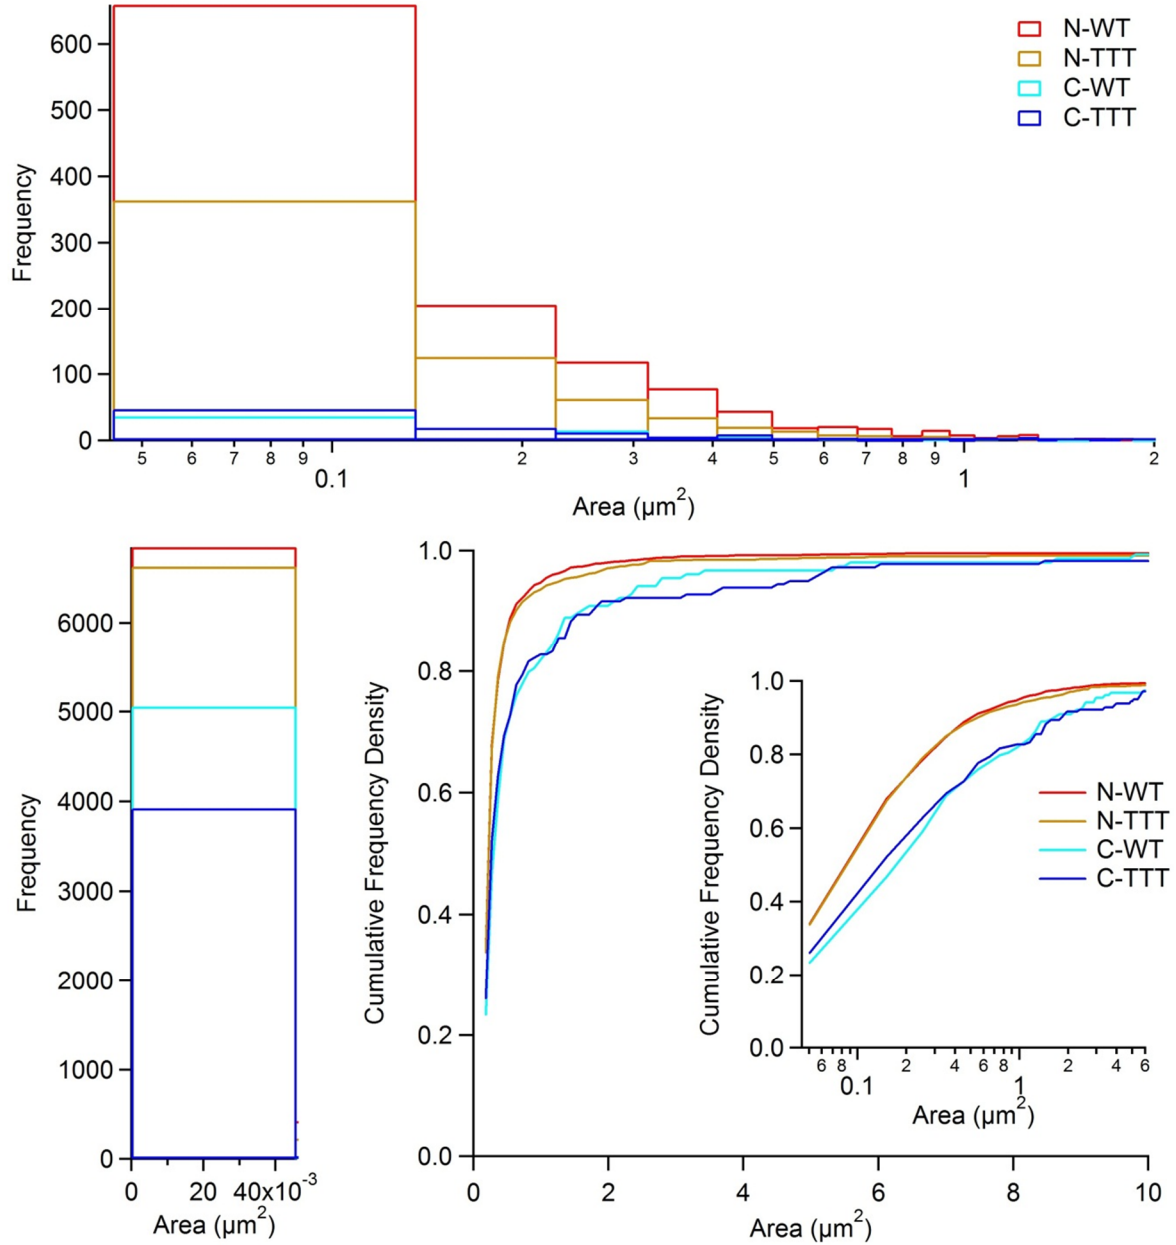 N-WT
N-TTT
C-WT
C-TTT
Frequency
600
500
400
300
200
100
0
5 6 7 8 9 2 3 4 5 6 7 8 9 2
0.1 1
Area (µm²)
Frequency
6000
5000
4000
3000
2000
1000
0
0 20 40x10⁻³
Area (µm²)
Cumulative Frequency Density
1.0
0.8
0.6
0.4
0.2
0.0
0 2 4 6 8 10
Area (µm²)
Cumulative Frequency Density
1.0
0.8
0.6
0.4
0.2
0.0
6 8 2 4 6 8 2 4 6
0.1 1
Area (µm²)
N-WT
N-TTT
C-WT
C-TTT